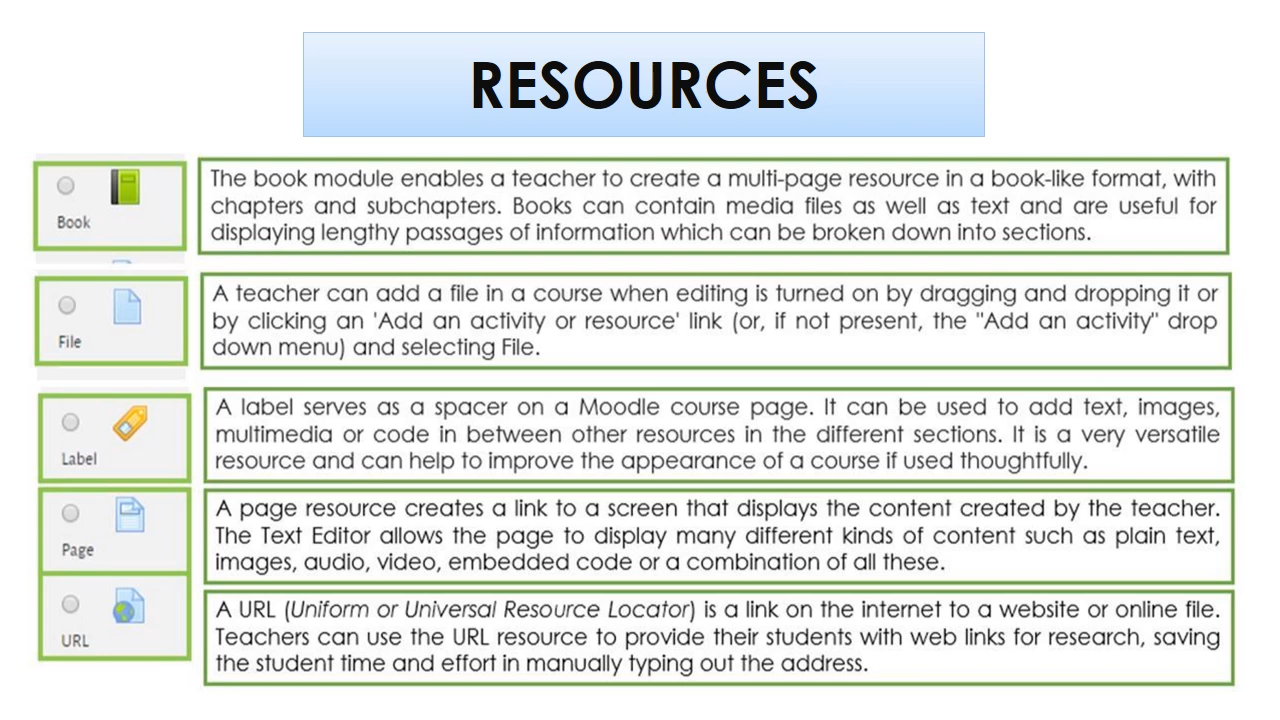 RESOURCES
Book
The book module enables a teacher to create a multi-page resource in a book-like format, with
chapters and subchapters. Books can contain media files as well as text and are useful for
displaying lengthy passages of information which can be broken down into sections.
File
A teacher can add a file in a course when editing is turned on by dragging and dropping it or
by clicking an 'Add an activity or resource' link (or, if not present, the "Add an activity" drop
down menu) and selecting File.
Label
A label serves as a spacer on a Moodle course page. It can be used to add text, images,
multimedia or code in between other resources in the different sections. It is a very versatile
resource and can help to improve the appearance of a course if used thoughtfully.
Page
A page resource creates a link to a screen that displays the content created by the teacher.
The Text Editor allows the page to display many different kinds of content such as plain text,
images, audio, video, embedded code or a combination of all these.
URL
A URL (Uniform or Universal Resource Locator) is a link on the internet to a website or online file.
Teachers can use the URL resource to provide their students with web links for research, saving
the student time and effort in manually typing out the address.